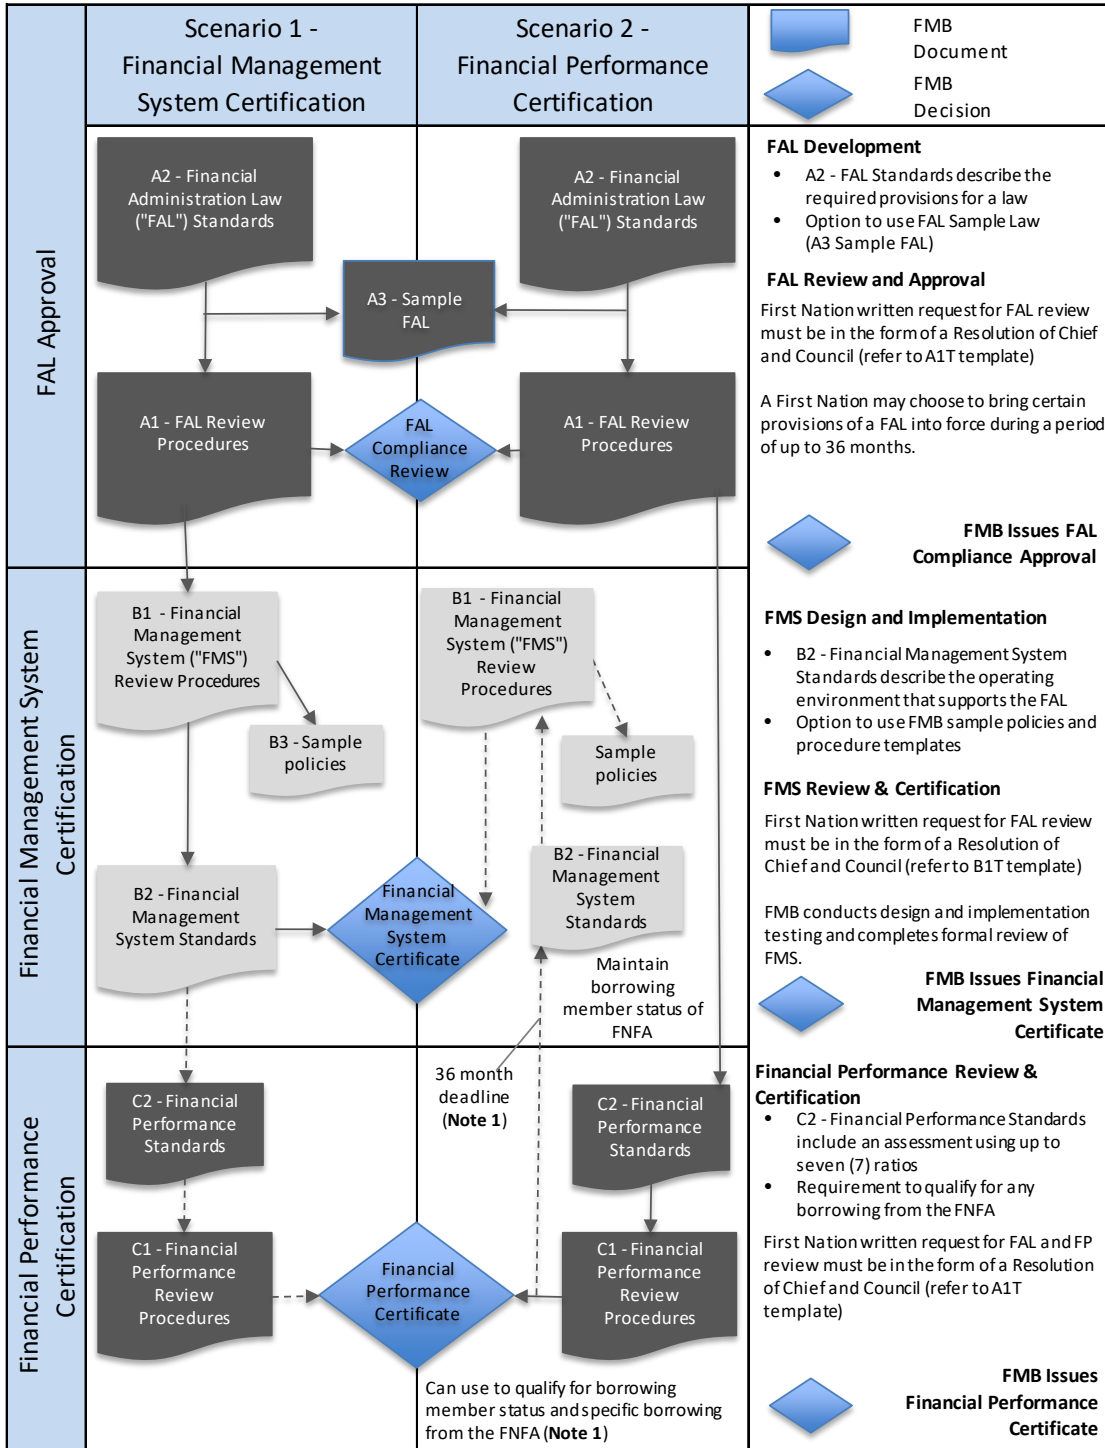 Scenario 1 -
Financial Management
System Certification
Scenario 2 -
Financial Performance
Certification
FMB
Document
FMB
Decision
FAL Approval
A2 - Financial
Administration Law
("FAL") Standards
A2 - Financial
Administration Law
("FAL") Standards
A3 - Sample
FAL
A1 - FAL Review
Procedures
FAL
Compliance
Review
A1 - FAL Review
Procedures
FAL Development
• A2 - FAL Standards describe the
required provisions for a law
• Option to use FAL Sample Law
(A3 Sample FAL)
FAL Review and Approval
First Nation written request for FAL review
must be in the form of a Resolution of Chief
and Council (refer to A1T template)
A First Nation may choose to bring certain
provisions of a FAL into force during a period
of up to 36 months.
FMB Issues FAL
Compliance Approval
Financial Management System
Certification
B1 - Financial
Management
System ("FMS")
Review Procedures
B3 - Sample
policies
B2 - Financial
Management
System Standards
Financial
Management
System
Certificate
B1 - Financial
Management
System ("FMS")
Review
Procedures
Sample
policies
B2 - Financial
Management
System
Standards
Maintain
borrowing
member status of
FNFA
FMS Design and Implementation
• B2 - Financial Management System
Standards describe the operating
environment that supports the FAL
• Option to use FMB sample policies and
procedure templates
FMS Review & Certification
First Nation written request for FAL review
must be in the form of a Resolution of
Chief and Council (refer to B1T template)
FMB conducts design and implementation
testing and completes formal review of
FMS.
FMB Issues Financial
Management System
Certificate
Financial Performance
Certification
C2 - Financial
Performance
Standards
C1 - Financial
Performance
Review
Procedures
Financial
Performance
Certificate
36 month
deadline
(Note 1)
C2 - Financial
Performance
Standards
C1 - Financial
Performance
Review
Procedures
Can use to qualify for borrowing
member status and specific borrowing
from the FNFA (Note 1)
Financial Performance Review &
Certification
• C2 - Financial Performance Standards
include an assessment using up to
seven (7) ratios
• Requirement to qualify for any
borrowing from the FNFA
First Nation written request for FAL and FP
review must be in the form of a Resolution
of Chief and Council (refer to A1T
template)
FMB Issues
Financial Performance
Certificate